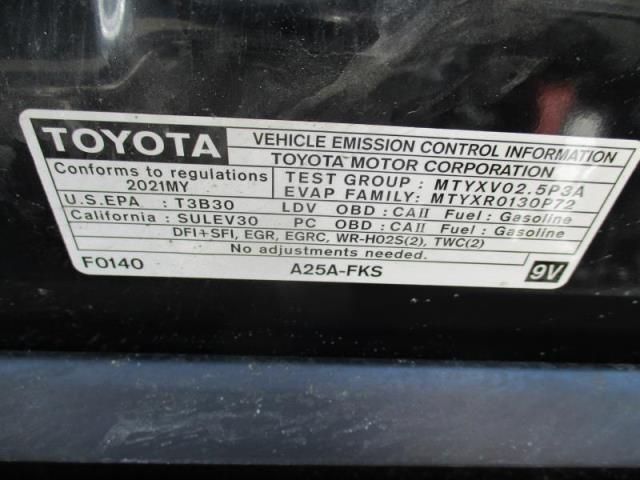 TOYOTA
VEHICLE EMISSION CONTROL INFORMATION
TOYOTA MOTOR CORPORATION
Conforms to regulations
2021MY
TEST GROUP : MTYXV02.5P3A
EVAP FAMILY: MTYXR0130P72
U.S.EPA : T3B30 LDV OBD : CAII Fuel : Gasoline
California : SULEV30 PC OBD : CAII Fuel : Gasoline
DFI+SFI, EGR, EGRC, WR-HO2S(2), TWC(2)
No adjustments needed.
F0140 A25A-FKS 9V